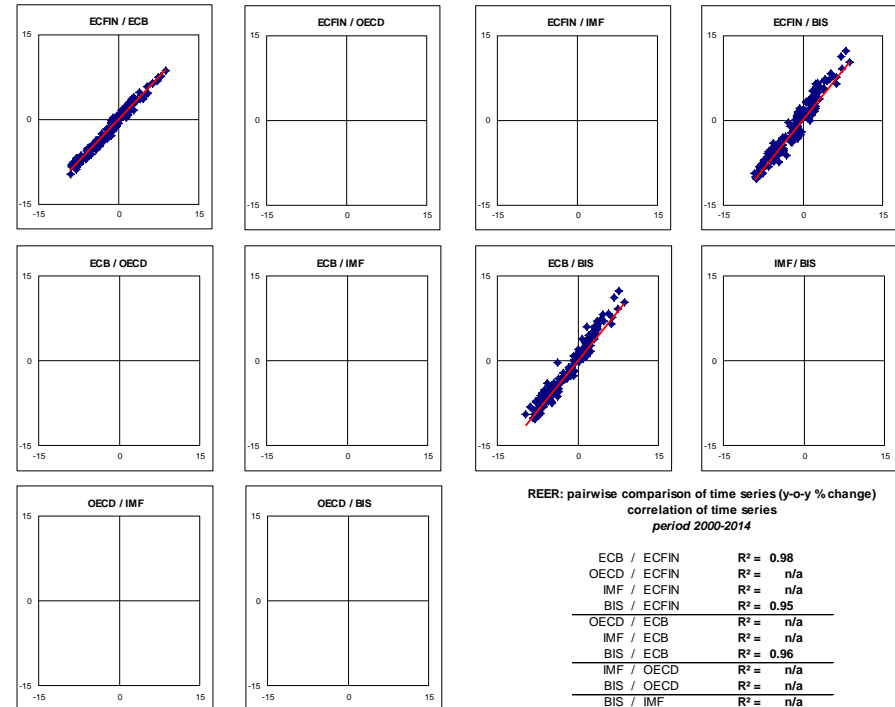 ECFIN / ECB
15
0
-15
-15 0 15
ECFIN / OECD
15
0
-15
-15 0 15
ECFIN / IMF
15
0
-15
-15 0 15
ECFIN / BIS
15
0
-15
-15 0 15
ECB / OECD
15
0
-15
-15 0 15
ECB / IMF
15
0
-15
-15 0 15
ECB / BIS
15
0
-15
-15 0 15
IMF / BIS
15
0
-15
-15 0 15
OECD / IMF
15
0
-15
-15 0 15
OECD / BIS
15
0
-15
-15 0 15
REER: pairwise comparison of time series (y-o-y % change)
correlation of time series
period 2000-2014
ECB / ECFIN R² = 0.98
OECD / ECFIN R² = n/a
IMF / ECFIN R² = n/a
BIS / ECFIN R² = 0.95
OECD / ECB R² = n/a
IMF / ECB R² = n/a
BIS / ECB R² = 0.96
IMF / OECD R² = n/a
BIS / OECD R² = n/a
BIS / IMF R² = n/a